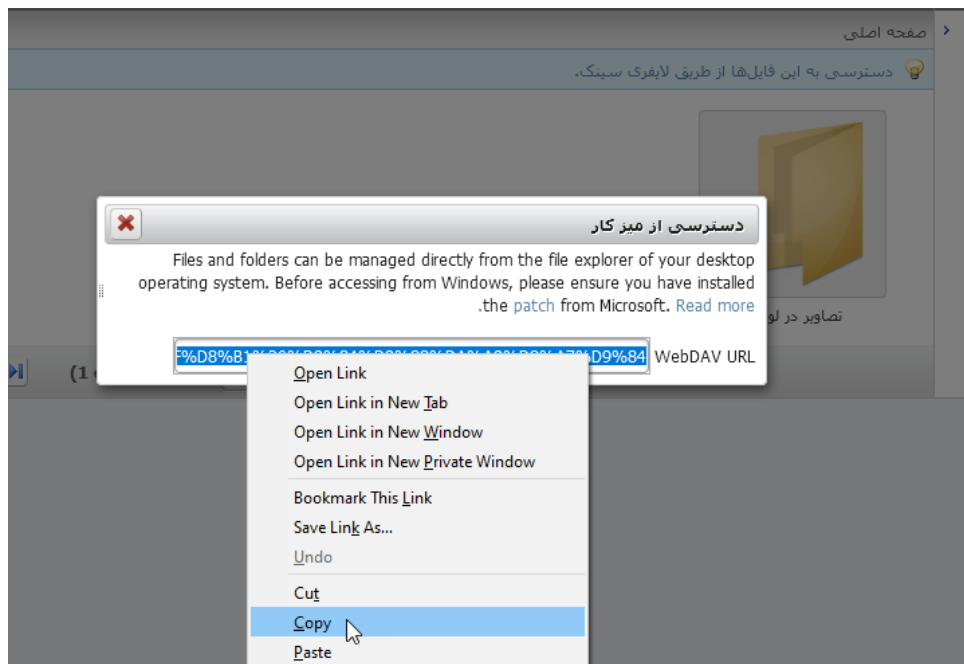 صفحه اصلی
دسترسی به این فایل‌ها از طریق لایفری سینک.
دسترسی از میز کار
Files and folders can be managed directly from the file explorer of your desktop
operating system. Before accessing from Windows, please ensure you have installed
the patch from Microsoft. Read more.
تصاویر در لو
WebDAV URL
(1
Open Link
Open Link in New Tab
Open Link in New Window
Open Link in New Private Window
Bookmark This Link
Save Link As...
Undo
Cut
Copy
Paste